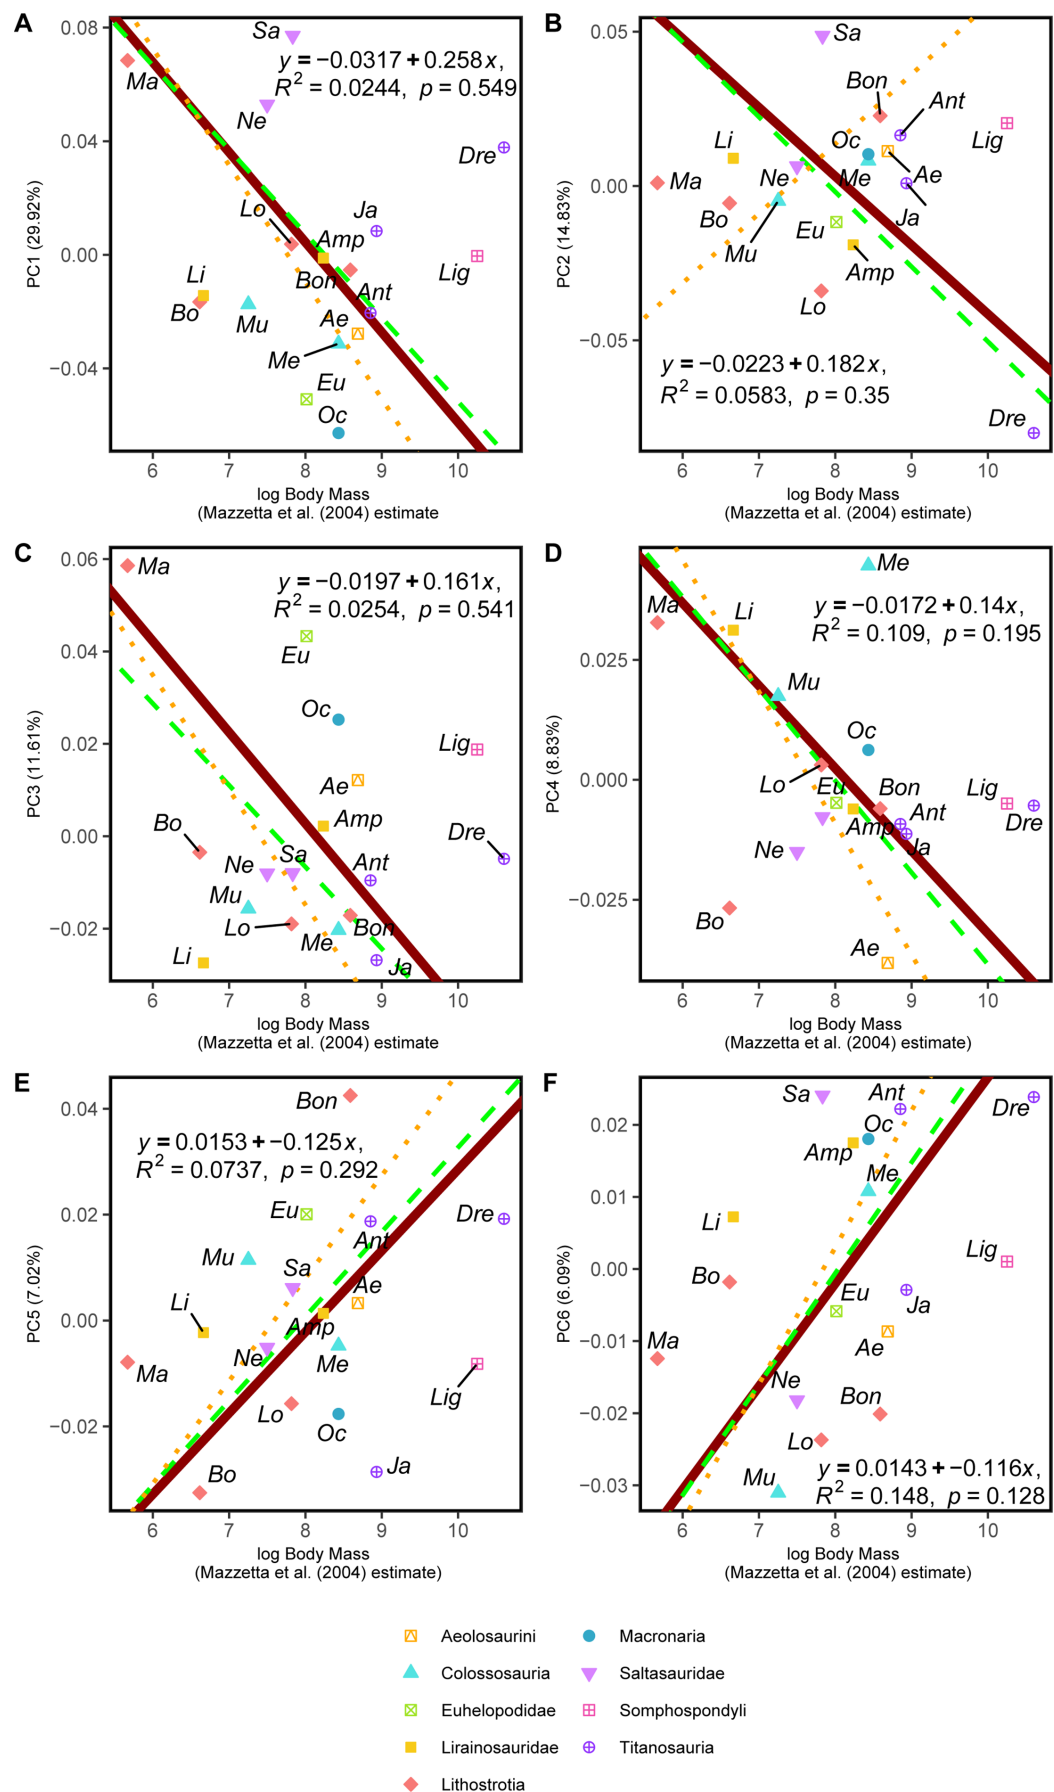 A
PC1 (29.92%)
0.08
0.04
0.00
−0.04
Sa
y = −0.0317 + 0.258x,
R² = 0.0244, p = 0.549
Ma
Ne
Dre
Lo
Ja
Amp
Lig
Li
Bon
Bo
Mu
Ant
Ae
Me
Eu
Oc
6 7 8 9 10
log Body Mass
(Mazzetta et al. (2004) estimate
B
PC2 (14.83%)
0.05
0.00
−0.05
Sa
Bon
Ant
Li
Oc
Lig
Ma
Ne
Me
Ae
Bo
Mu
Eu
Ja
Amp
Lo
y = −0.0223 + 0.182x,
R² = 0.0583, p = 0.35
Dre
6 7 8 9 10
log Body Mass
(Mazzetta et al. (2004) estimate
C
PC3 (11.61%)
0.06
0.04
0.02
0.00
−0.02
Ma
y = −0.0197 + 0.161x,
R² = 0.0254, p = 0.541
Eu
Oc
Lig
Ae
Bo
Amp
Dre
Ne
Sa
Ant
Mu
Lo
Me
Bon
Li
Ja
6 7 8 9 10
log Body Mass
(Mazzetta et al. (2004) estimate
D
PC4 (8.83%)
0.025
0.000
−0.025
Me
Ma
Li
y = −0.0172 + 0.14x,
R² = 0.109, p = 0.195
Mu
Oc
Lo
Eu
Bon
Lig
Amp
Ant
Dre
Ne
Ja
Bo
Ae
6 7 8 9 10
log Body Mass
(Mazzetta et al. (2004) estimate
E
PC5 (7.02%)
0.04
0.02
0.00
−0.02
Bon
y = 0.0153 + −0.125x,
R² = 0.0737, p = 0.292
Eu
Dre
Ant
Mu
Sa
Ae
Li
Amp
Ne
Me
Ma
Lig
Lo
Oc
Bo
Ja
6 7 8 9 10
log Body Mass
(Mazzetta et al. (2004) estimate)
F
PC6 (6.09%)
0.02
0.01
0.00
−0.01
−0.02
−0.03
Sa
Ant
Dre
Oc
Amp
Me
Li
Lig
Bo
Eu
Ja
Ma
Ae
Ne
Bon
Lo
Mu
y = 0.0143 + −0.116x,
R² = 0.148, p = 0.128
6 7 8 9 10
log Body Mass
(Mazzetta et al. (2004) estimate)
Aeolosaurini
Colossosauria
Euhelopodidae
Lirainosauridae
Lithostrotia
Macronaria
Saltasauridae
Somphospondyli
Titanosauria